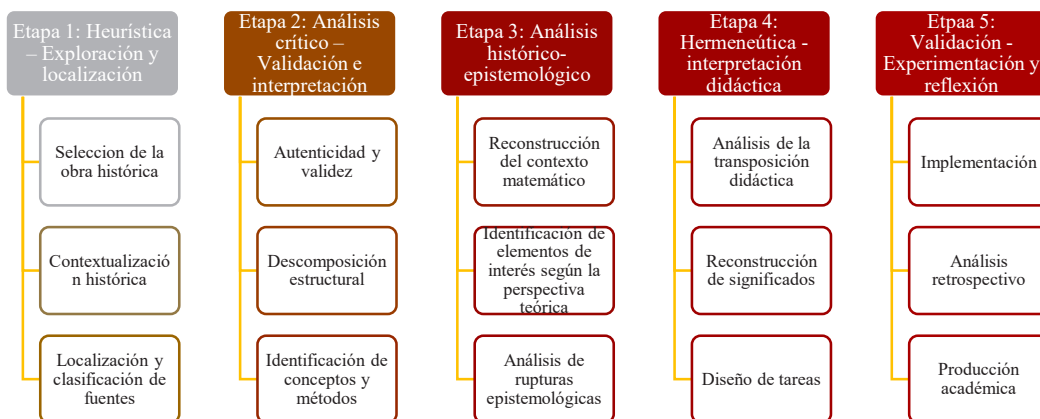 Etapa 1: Heurística
– Exploración y
localización
Seleccion de la
obra histórica
Contextualizació
n histórica
Localización y
clasificación de
fuentes
Etapa 2: Análisis
crítico –
Validación e
interpretación
Autenticidad y
validez
Descomposición
estructural
Identificación de
conceptos y
métodos
Etapa 3: Análisis
histórico-
epistemológico
Reconstrucción
del contexto
matemático
Identificación de
elementos de
interés según la
perspectiva
teórica
Análisis de
rupturas
epistemológicas
Etapa 4:
Hermenéutica -
interpretación
didáctica
Análisis de la
transposición
didáctica
Reconstrucción
de significados
Diseño de tareas
Etpaa 5:
Validación -
Experimentación y
reflexión
Implementación
Análisis
retrospectivo
Producción
académica